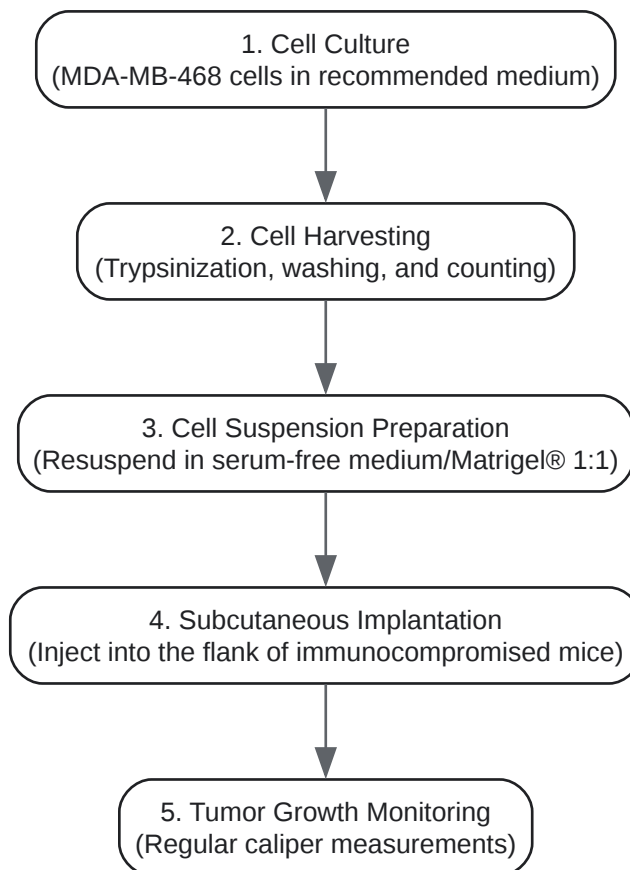 1. Cell Culture
(MDA-MB-468 cells in recommended medium)
2. Cell Harvesting
(Trypsinization, washing, and counting)
3. Cell Suspension Preparation
(Resuspend in serum-free medium/Matrigel® 1:1)
4. Subcutaneous Implantation
(Inject into the flank of immunocompromised mice)
5. Tumor Growth Monitoring
(Regular caliper measurements)